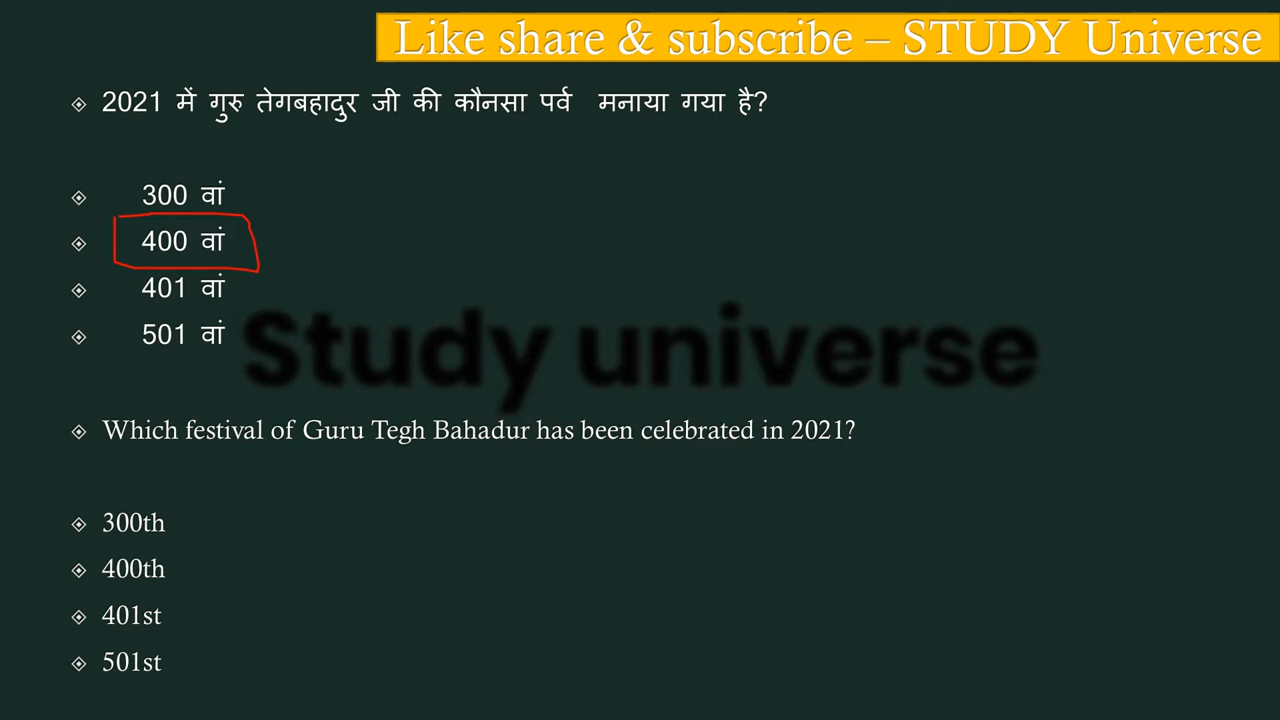 Like share & subscribe – STUDY Universe
2021 में गुरु तेगबहादुर जी की कौनसा पर्व मनाया गया है?
300 वां
400 वां
401 वां
501 वां
Study universe
Which festival of Guru Tegh Bahadur has been celebrated in 2021?
300th
400th
401st
501st